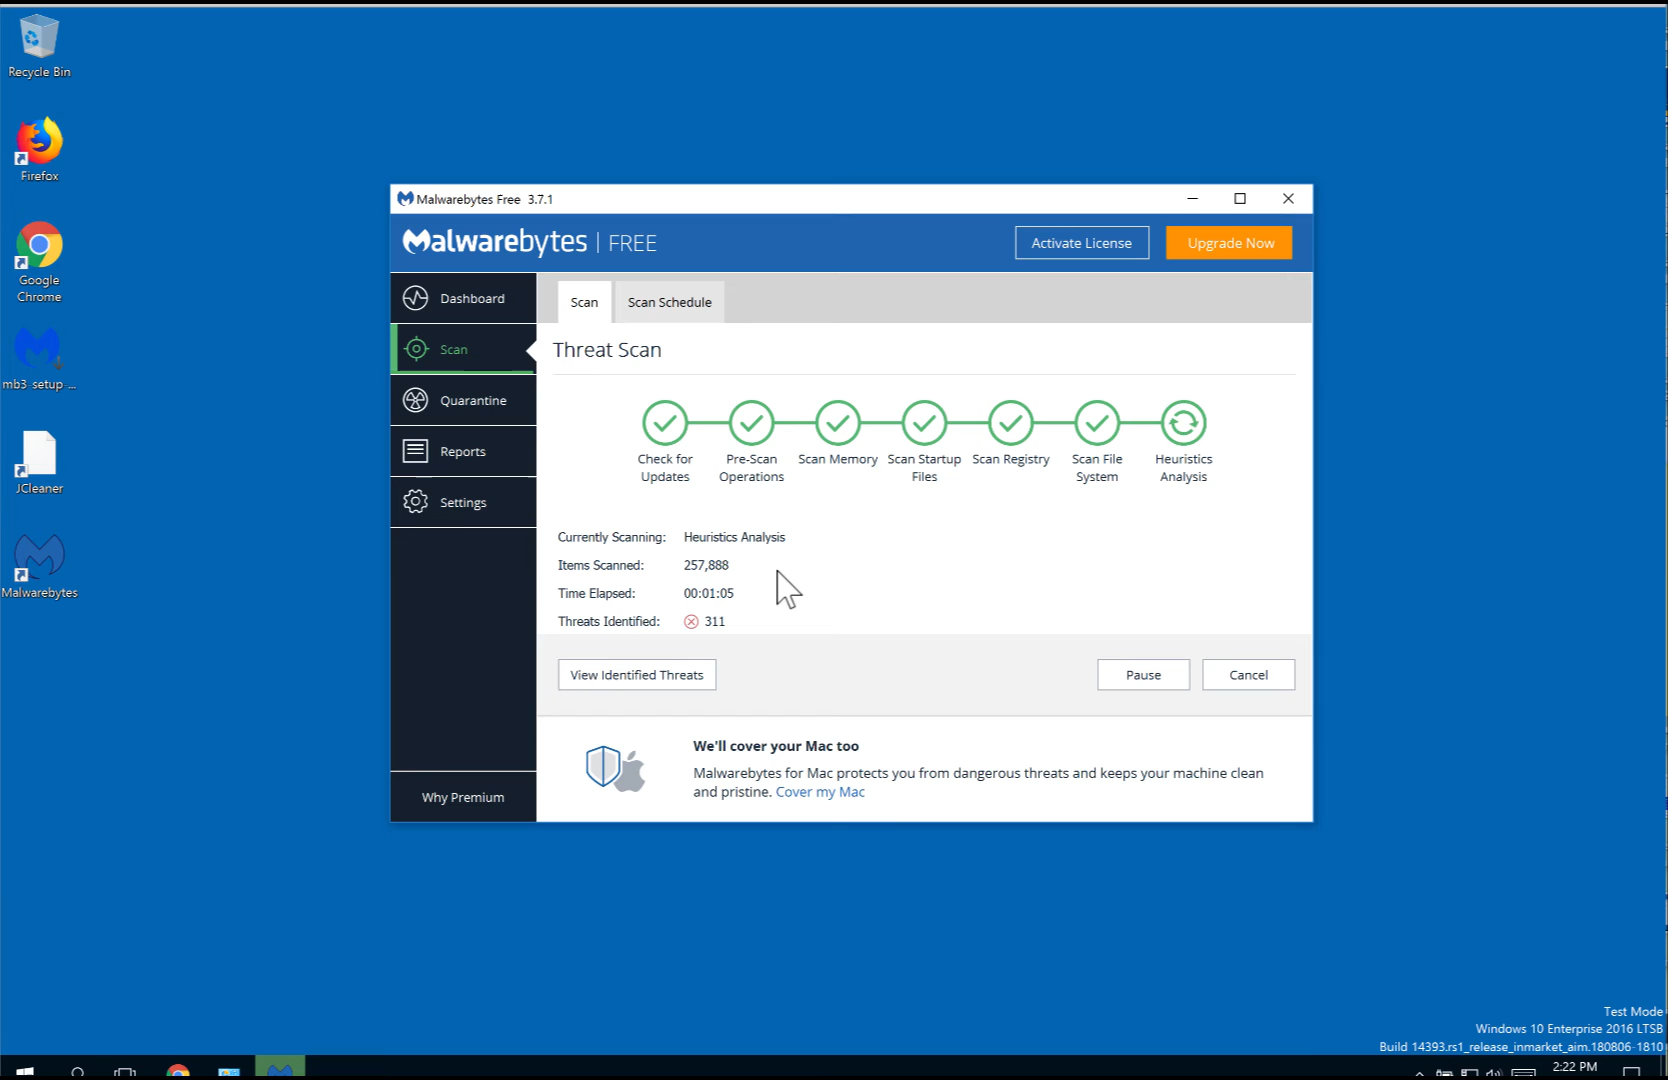 Recycle Bin
Firefox
Google
Chrome
mb3-setup-...
JCleaner
Malwarebytes
Malwarebytes Free 3.7.1
Malwarebytes | FREE
Activate License
Upgrade Now
Dashboard
Scan
Quarantine
Reports
Settings
Why Premium
Scan
Scan Schedule
Threat Scan
Check for
Updates
Pre-Scan
Operations
Scan Memory
Scan Startup
Files
Scan Registry
Scan File
System
Heuristics
Analysis
Currently Scanning: Heuristics Analysis
Items Scanned: 257,888
Time Elapsed: 00:01:05
Threats Identified: 311
View Identified Threats
Pause
Cancel
We'll cover your Mac too
Malwarebytes for Mac protects you from dangerous threats and keeps your machine clean
and pristine. Cover my Mac
Test Mode
Windows 10 Enterprise 2016 LTSB
Build 14393.rs1_release_inmarket_aim.180806-1810
2:22 PM